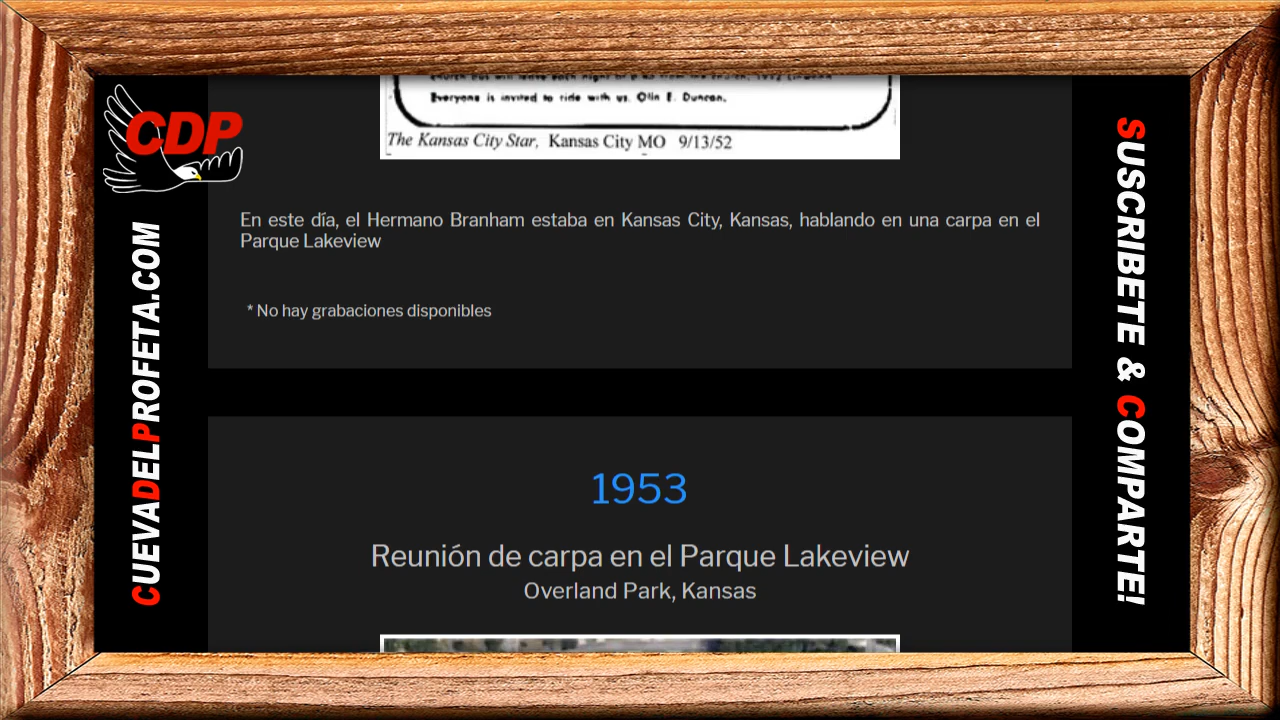 CDP
CUEVADELPROFETA.COM
Everyone is invited to ride with us. Olin E. Duncan.
The Kansas City Star, Kansas City MO 9/13/52
En este día, el Hermano Branham estaba en Kansas City, Kansas, hablando en una carpa en el
Parque Lakeview
* No hay grabaciones disponibles
1953
Reunión de carpa en el Parque Lakeview
Overland Park, Kansas
SUSCRIBETE & COMPARTE!